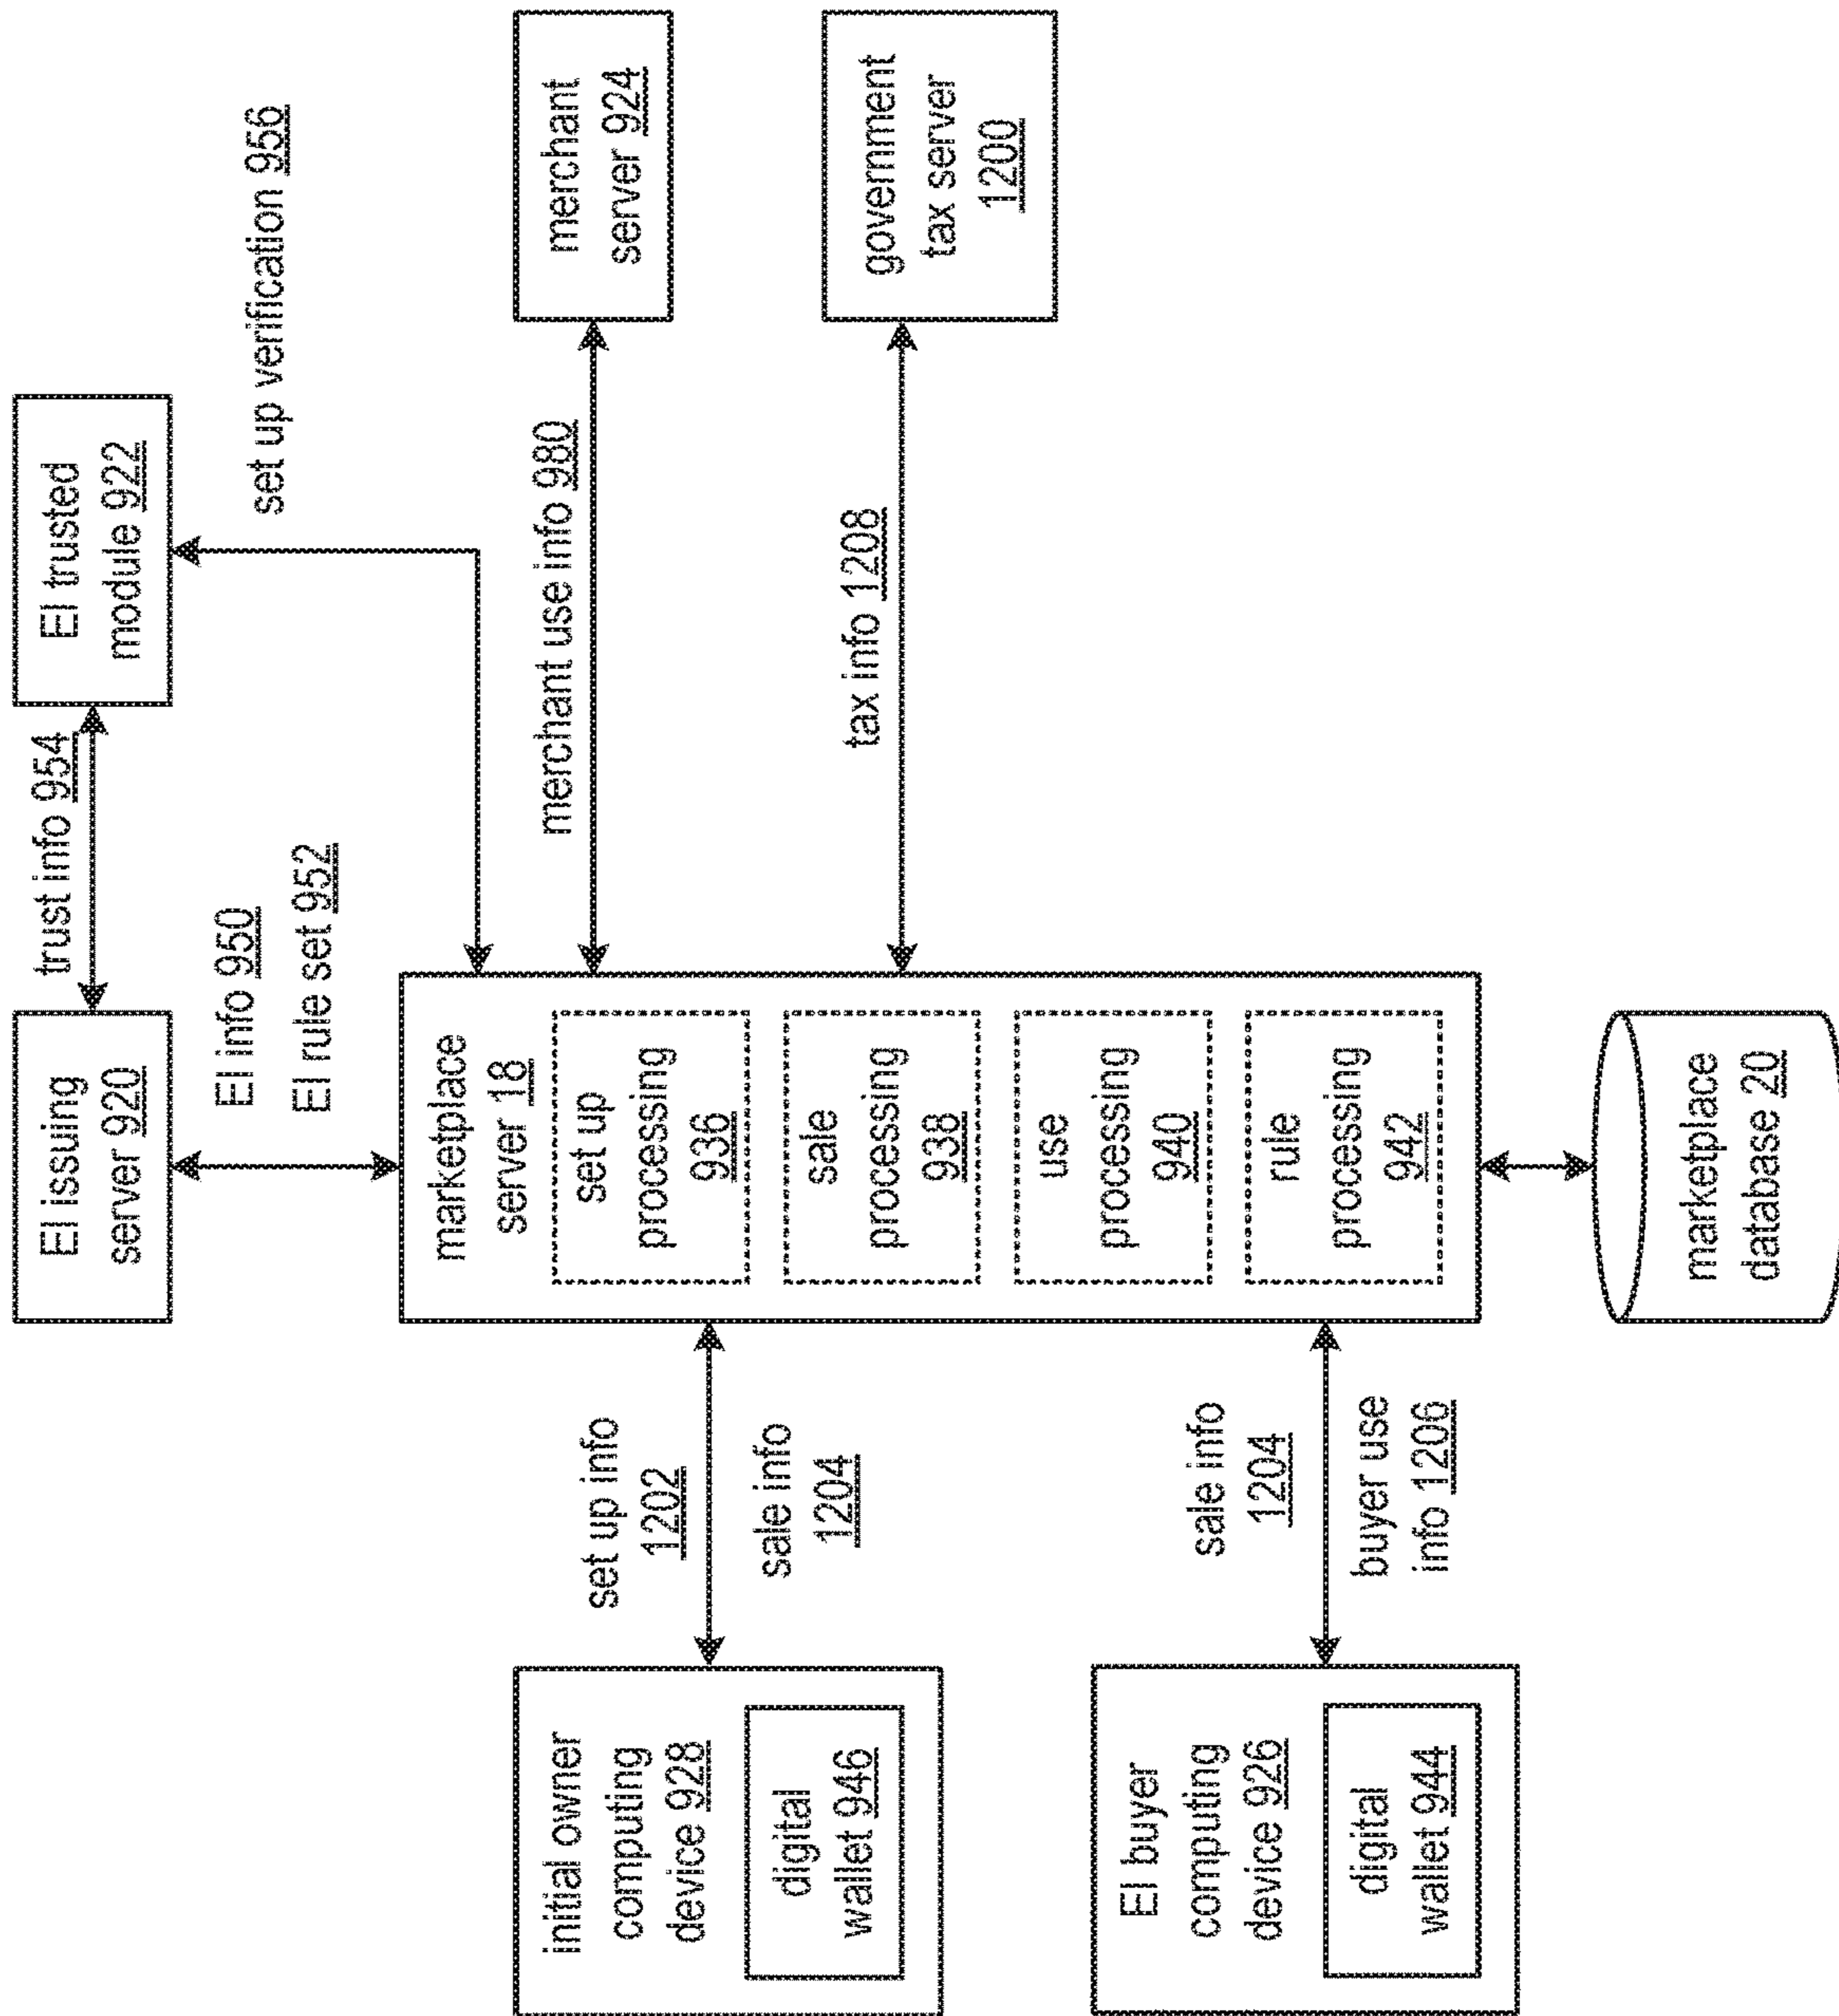 EI issuing
server 920
trust info 954
EI trusted
module 922
EI info 950
EI rule set 952
set up verification 956
initial owner
computing
device 928
digital
wallet 946
set up info
1202
sale info
1204
marketplace
server 18
set up
processing
936
sale
processing
938
use
processing
940
rule
processing
942
merchant use info 980
merchant
server 924
tax info 1208
government
tax server
1200
EI buyer
computing
device 926
digital
wallet 944
sale info
1204
buyer use
info 1206
marketplace
database 20